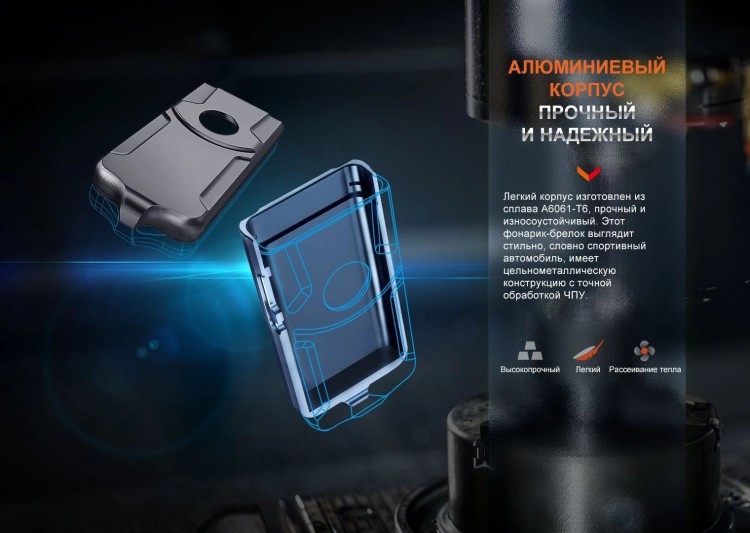 АЛЮМИНИЕВЫЙ
КОРПУС
ПРОЧНЫЙ
И НАДЕЖНЫЙ
Легкий корпус изготовлен из
сплава A6061-T6, прочный и
износоустойчивый. Этот
фонарик-брелок выглядит
стильно, словно спортивный
автомобиль, имеет
цельнометаллическую
конструкцию с точной
обработкой ЧПУ.
Высокопрочный Легкий Рассеивание тепла